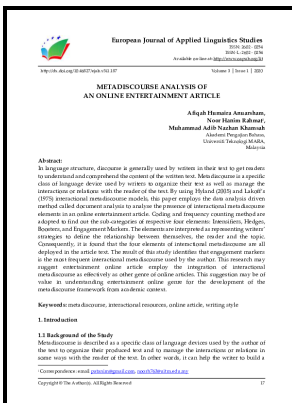 European Journal of Applied Linguistics Studies
ISSN: 2602 - 0254
ISSN-L: 2602 - 0254
Available on-line at: http://www.oapub.org/lit
Volume 3 │ Issue 1 │ 2020
METADISCOURSE ANALYSIS OF
AN ONLINE ENTERTAINMENT ARTICLE
Afiqah Humaira Anuarsham,
Noor Hanim Rahmat,
Muhammad Adib Nazhan Khamsah
Akademi Pengajian Bahasa,
Universiti Teknologi MARA,
Malaysia
Abstract:
In language structure, discourse is generally used by writers in their text to get readers
to understand and comprehend the content of the written text. Metadiscourse is a specific
class of language device used by writers to organize their text as well as manage the
interactions or relations with the reader of the text. By using Hyland (2005) and Lakoff's
(1975) interactional metadiscourse models, this paper employs the data analysis driven
method called document analysis to analyse the presence of interactional metadiscourse
elements in an online entertainment article. Coding and frequency counting method are
adopted to find out the sub-categories of respective four elements: Intensifiers, Hedges,
Boosters, and Engagement Markers. The elements are interpreted as representing writers'
strategies to define the relationship between themselves, the reader and the topic.
Consequently, it is found that the four elements of interactional metadiscourse are all
deployed in the article text. The result of this study identifies that engagement markers
is the most frequent interactional metadiscourse used by the author. This research may
suggest entertainment online article employ the integration of interactional
metadiscourse as effectively as other genre of online articles. This suggestion may be of
value in understanding entertainment online genre for the development of the
metadiscourse framework from academic context.
Keywords: metadiscourse, interactional resources, online article, writing style
1. Introduction
1.1 Background of the Study
Metadiscourse is described as a specific class of language devices used by the author of
the text to organize their produced text and to manage the interactions or relations in
some ways with the reader of the text. In other words, it can help the writer to build a
Copyright © The Author(s). All Rights Reserved 17